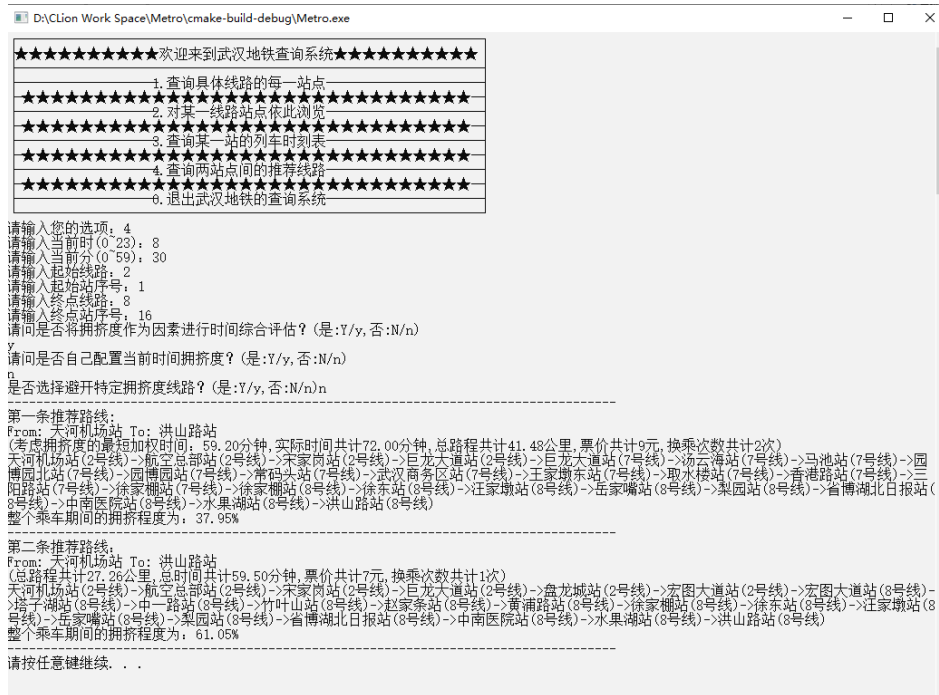 D:\CLion Work Space\Metro\cmake-build-debug\Metro.exe
★★★★★★★★★★欢迎来到武汉地铁查询系统★★★★★★★★★★
1.查询具体线路的每一站点
★★★★★★★★★★★★★★★★★★★★★★★★★★★★★★★
2.对某一线路站点依此浏览
★★★★★★★★★★★★★★★★★★★★★★★★★★★★★★★
3.查询某一站的列车时刻表
★★★★★★★★★★★★★★★★★★★★★★★★★★★★★★★
4.查询两站点间的推荐线路
★★★★★★★★★★★★★★★★★★★★★★★★★★★★★★★
0.退出武汉地铁的查询系统
请输入您的选项: 4
请输入当前时(0~23): 8
请输入当前分(0~59): 30
请输入起始线路: 2
请输入起始站序号: 1
请输入终点线路: 8
请输入终点站序号: 16
请问是否将拥挤度作为因素进行时间综合评估? (是:Y/y,否:N/n)
y
请问是否自己配置当前时间拥挤度? (是:Y/y,否:N/n)
n
是否选择避开特定拥挤度线路? (是:Y/y,否:N/n)n
第一条推荐路线:
From: 天河机场站 To: 洪山路站
(考虑拥挤度的最短加权时间: 59.20分钟,实际时间共计72.00分钟,总路程共计41.48公里,票价共计9元,换乘次数共计2次)
天河机场站(2号线)->航空总部站(2号线)->宋家岗站(2号线)->巨龙大道站(2号线)->巨龙大道站(7号线)->汤云海站(7号线)->马池站(7号线)->园
博园北站(7号线)->园博园站(7号线)->常码头站(7号线)->武汉商务区站(7号线)->王家墩东站(7号线)->取水楼站(7号线)->香港路站(7号线)->三
阳路站(7号线)->徐家棚站(7号线)->徐家棚站(8号线)->徐东站(8号线)->汪家墩站(8号线)->岳家嘴站(8号线)->梨园站(8号线)->省博湖北日报站(
8号线)->中南医院站(8号线)->水果湖站(8号线)->洪山路站(8号线)
整个乘车期间的拥挤程度为: 37.95%
第二条推荐路线:
From: 天河机场站 To: 洪山路站
(总路程共计27.26公里,总时间共计59.50分钟,票价共计7元,换乘次数共计1次)
天河机场站(2号线)->航空总部站(2号线)->宋家岗站(2号线)->巨龙大道站(2号线)->盘龙城站(2号线)->宏图大道站(2号线)->宏图大道站(8号线)-
>塔子湖站(8号线)->中一路站(8号线)->竹叶山站(8号线)->赵家条站(8号线)->黄浦路站(8号线)->徐家棚站(8号线)->徐东站(8号线)->汪家墩站(8
号线)->岳家嘴站(8号线)->梨园站(8号线)->省博湖北日报站(8号线)->中南医院站(8号线)->水果湖站(8号线)->洪山路站(8号线)
整个乘车期间的拥挤程度为: 61.05%
请按任意键继续. . .